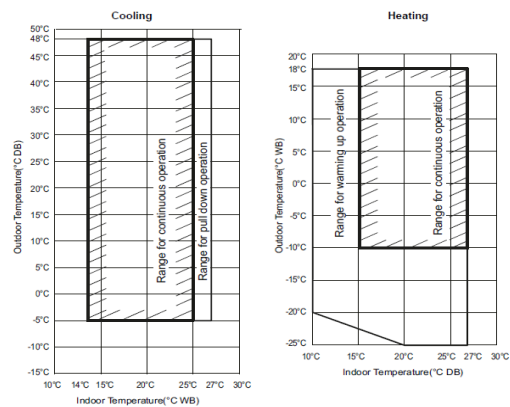 Cooling
50°C
48°C
45°C
40°C
35°C
30°C
25°C
20°C
15°C
10°C
5°C
0°C
-5°C
-10°C
-15°C
Outdoor Temperature(°C DB)
Range for continuous operation
Range for pull down operation
10°C 14°C 15°C 20°C 25°C 27°C 30°C
Indoor Temperature(°C WB)
Heating
20°C
18°C
15°C
10°C
5°C
0°C
-5°C
-10°C
-15°C
-20°C
-25°C
Outdoor Temperature(°C WB)
Range for warming up operation
Range for continuous operation
10°C 15°C 20°C 25°C 27°C 30°C
Indoor Temperature(°C DB)